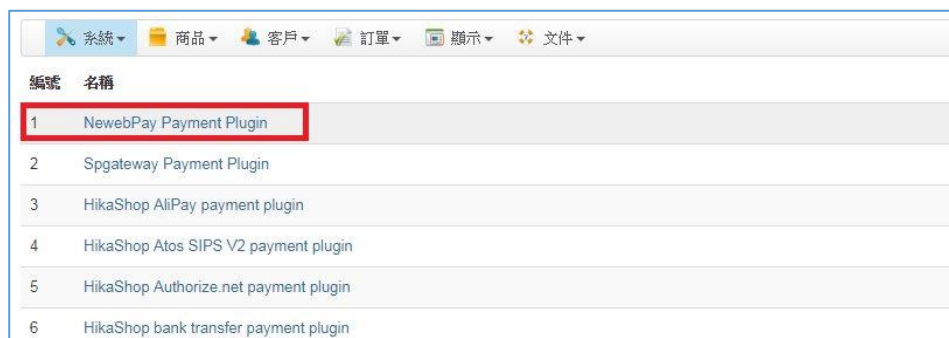 系統 商品 客戶 訂單 顯示 文件
編號 名稱
1 NewebPay Payment Plugin
2 Spgateway Payment Plugin
3 HikaShop AliPay payment plugin
4 HikaShop Atos SIPS V2 payment plugin
5 HikaShop Authorize.net payment plugin
6 HikaShop bank transfer payment plugin